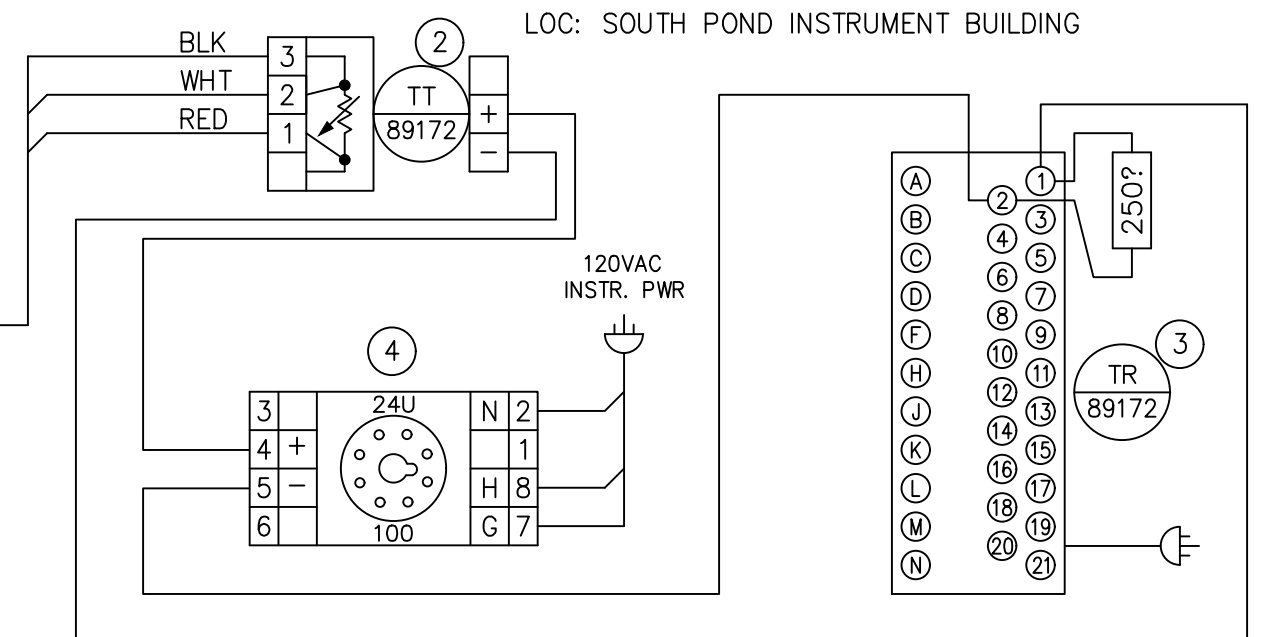 LOC: SOUTH POND INSTRUMENT BUILDING
BLK
WHT
RED
3
2
1
2
TT
89172
+
−
120VAC
INSTR. PWR
4
3
4 +
5 −
6
24U
100
N 2
1
H 8
G 7
A
B
C
D
F
H
J
K
L
M
N
1
2
3
4
5
6
7
8
9
10
11
12
13
14
15
16
17
18
19
20
21
250?
3
TR
89172